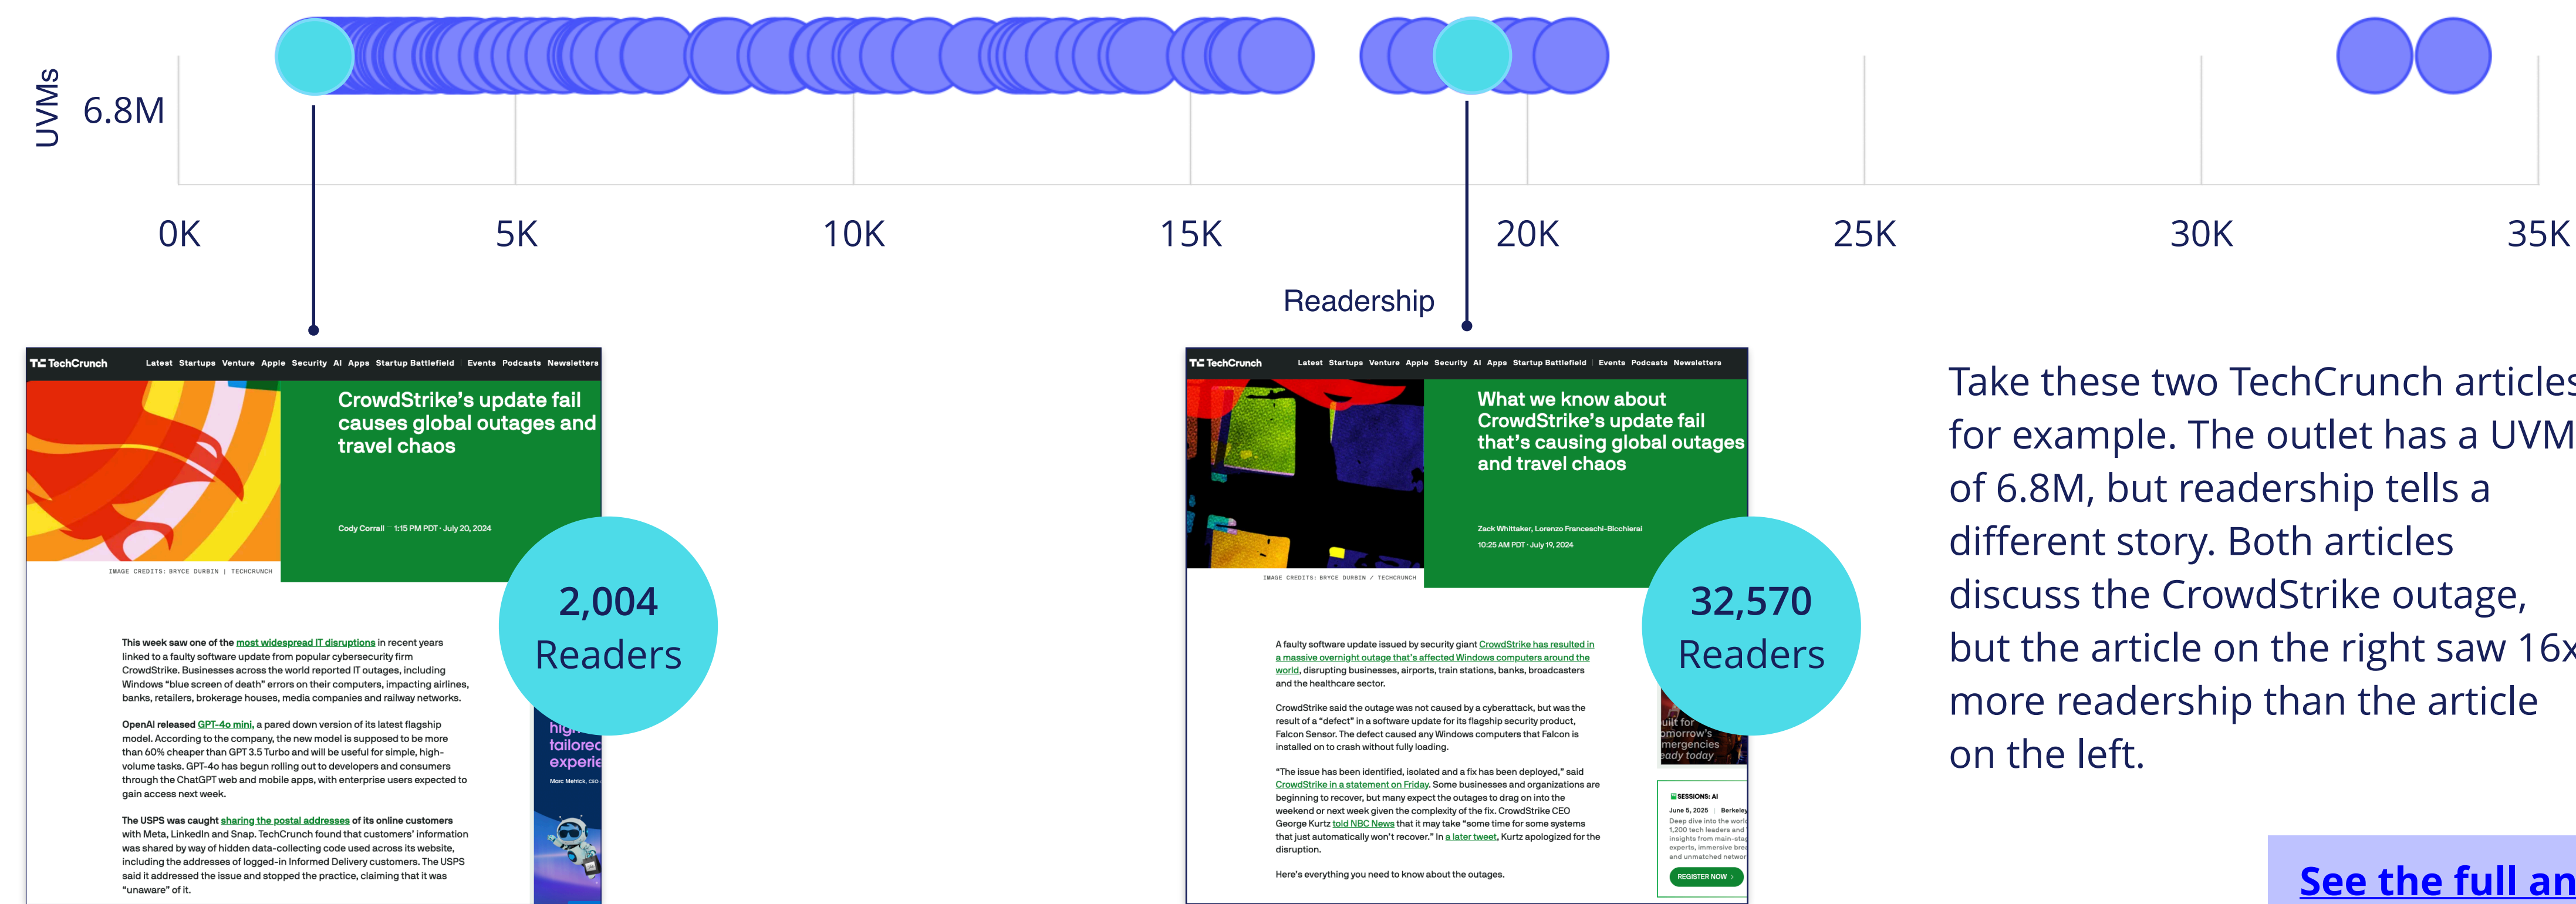 UVMs
6.8M
0K
5K
10K
15K
20K
25K
30K
35K
Readership
TechCrunch
Latest Startups Venture Apple Security AI Apps Startup Battlefield | Events Podcasts Newsletters
CrowdStrike's update fail
causes global outages and
travel chaos
Cody Corrall 1:15 PM PDT · July 20, 2024
IMAGE CREDITS: BRYCE DURBIN | TECHCRUNCH
2,004
Readers
This week saw one of the most widespread IT disruptions in recent years
linked to a faulty software update from popular cybersecurity firm
CrowdStrike. Businesses across the world reported IT outages, including
Windows "blue screen of death" errors on their computers, impacting airlines,
banks, retailers, brokerage houses, media companies and railway networks.
OpenAI released GPT-4o mini, a pared down version of its latest flagship
model. According to the company, the new model is supposed to be more
than 60% cheaper than GPT 3.5 Turbo and will be useful for simple, high-
volume tasks. GPT-4o has begun rolling out to developers and consumers
through the ChatGPT web and mobile apps, with enterprise users expected to
gain access next week.
The USPS was caught sharing the postal addresses of its online customers
with Meta, LinkedIn and Snap. TechCrunch found that customers' information
was shared by way of hidden data-collecting code used across its website,
including the addresses of logged-in Informed Delivery customers. The USPS
said it addressed the issue and stopped the practice, claiming that it was
"unaware" of it.
tailored
Marc Metrick, CEO
TechCrunch
Latest Startups Venture Apple Security AI Apps Startup Battlefield | Events Podcasts Newsletters
What we know about
CrowdStrike's update fail
that's causing global outages
and travel chaos
Zack Whittaker, Lorenzo Franceschi-Bicchierai
10:25 AM PDT · July 19, 2024
IMAGE CREDITS: BRYCE DURBIN / TECHCRUNCH
32,570
Readers
A faulty software update issued by security giant CrowdStrike has resulted in
a massive overnight outage that's affected Windows computers around the
world, disrupting businesses, airports, train stations, banks, broadcasters
and the healthcare sector.
CrowdStrike said the outage was not caused by a cyberattack, but was the
result of a "defect" in a software update for its flagship security product,
Falcon Sensor. The defect caused any Windows computers that Falcon is
installed on to crash without fully loading.
"The issue has been identified, isolated and a fix has been deployed," said
CrowdStrike in a statement on Friday. Some businesses and organizations are
beginning to recover, but many expect the outages to drag on into the
weekend or next week given the complexity of the fix. CrowdStrike CEO
George Kurtz told NBC News that it may take "some time for some systems
that just automatically won't recover." In a later tweet, Kurtz apologized for the
disruption.
Here's everything you need to know about the outages.
for
today
SESSIONS: AI
June 5, 2025 | Berkeley
Deep dive into the
1,200 tech leaders and
insights from
experts, immersive
and unmatched
REGISTER NOW >
Take these two TechCrunch articles
for example. The outlet has a UVM
of 6.8M, but readership tells a
different story. Both articles
discuss the CrowdStrike outage,
but the article on the right saw 16x
more readership than the article
on the left.
See the full